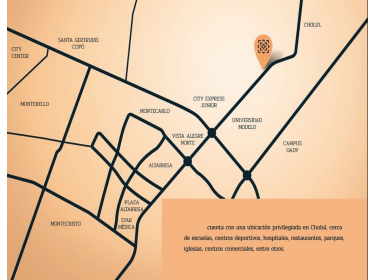 CHOLUL
SANTA GERTRUDIS
COPÓ
CITY
CENTER
CITY EXPRESS
JUNIOR
MONTEBELLO
MONTECARLO
UNIVERSIDAD
MODELO
VISTA ALEGRE
NORTE
CAMPUS
UADY
ALTABRISA
PLAZA
ALTABRISA
STAR
MÉDICA
MONTECRISTO
cuenta con una ubicación privilegiada en Cholul, cerca
de escuelas, centros deportivos, hospitales, restaurantes, parques,
iglesias, centros comerciales, entre otros.